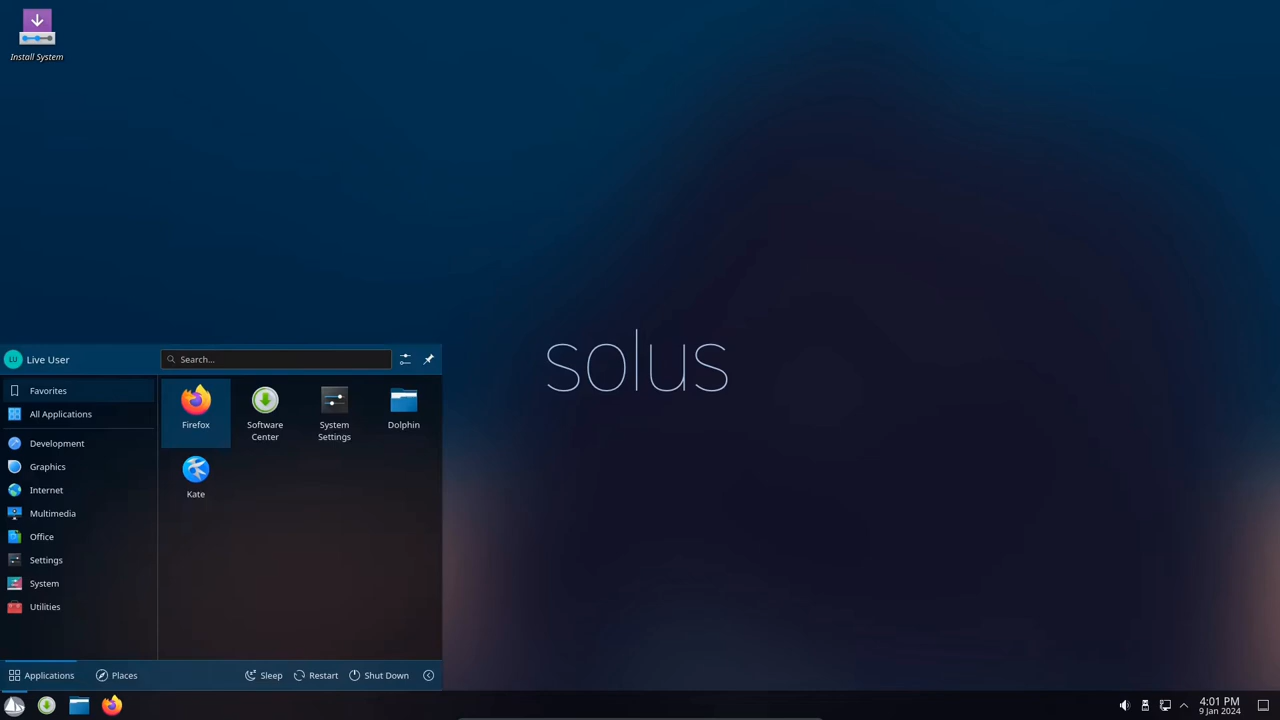 Install System
solus
LU
Live User
Search...
Favorites
All Applications
Development
Graphics
Internet
Multimedia
Office
Settings
System
Utilities
Firefox
Software
Center
System
Settings
Dolphin
Kate
Applications
Places
Sleep
Restart
Shut Down
4:01 PM
9 Jan 2024